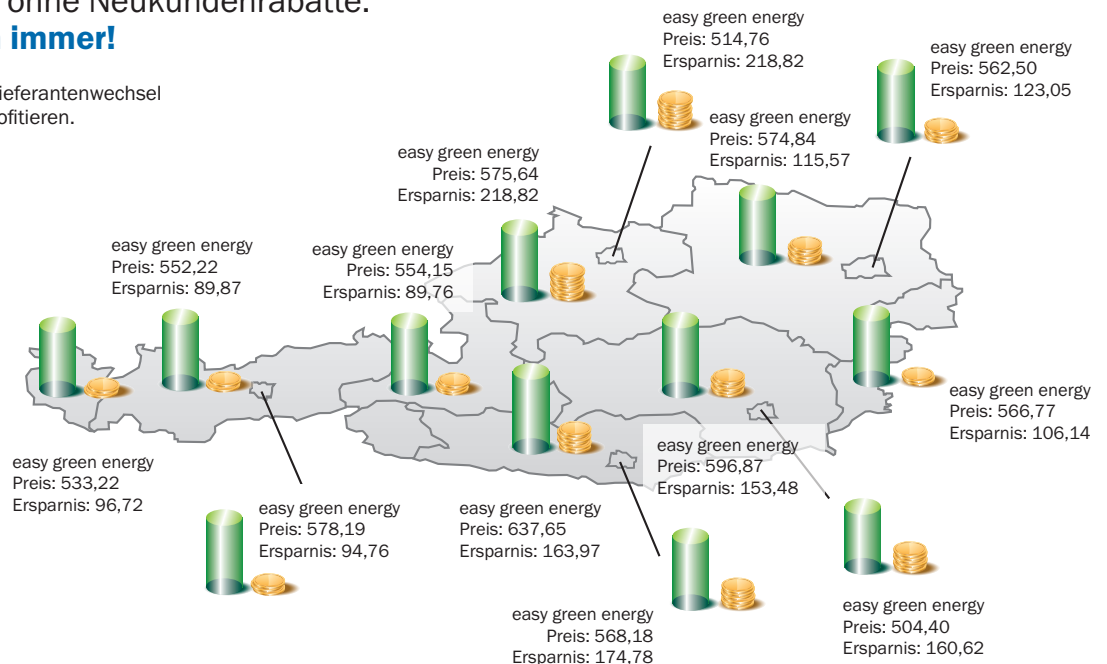 ohne Neukundenrabatte.
immer!
ieferantenwechsel
ofitieren.
easy green energy
Preis: 514,76
Ersparnis: 218,82
easy green energy
Preis: 562,50
Ersparnis: 123,05
easy green energy
Preis: 574,84
Ersparnis: 115,57
easy green energy
Preis: 575,64
Ersparnis: 218,82
easy green energy
Preis: 552,22
Ersparnis: 89,87
easy green energy
Preis: 554,15
Ersparnis: 89,76
easy green energy
Preis: 566,77
Ersparnis: 106,14
easy green energy
Preis: 596,87
Ersparnis: 153,48
easy green energy
Preis: 533,22
Ersparnis: 96,72
easy green energy
Preis: 578,19
Ersparnis: 94,76
easy green energy
Preis: 637,65
Ersparnis: 163,97
easy green energy
Preis: 568,18
Ersparnis: 174,78
easy green energy
Preis: 504,40
Ersparnis: 160,62